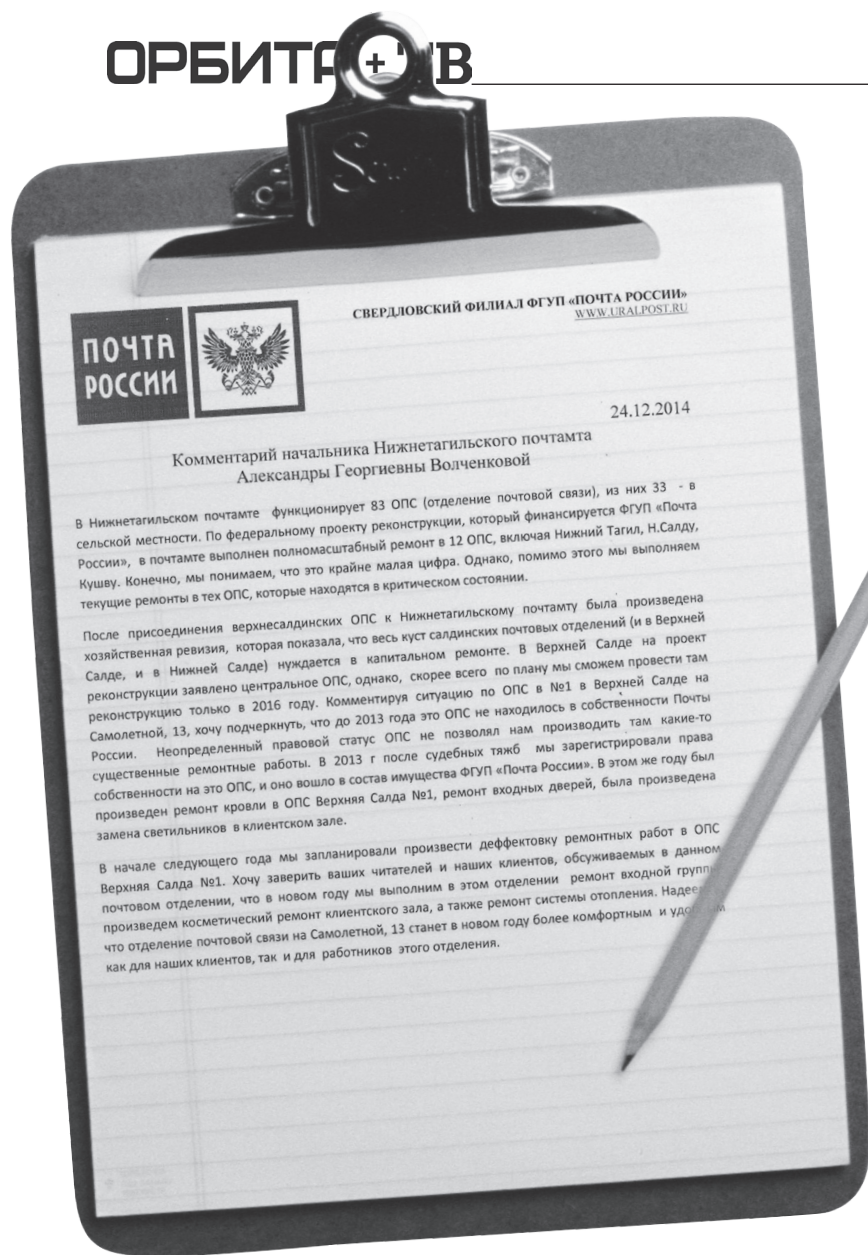 ОРБИТА + ТВ
ПОЧТА
РОССИИ
СВЕРДЛОВСКИЙ ФИЛИАЛ ФГУП «ПОЧТА РОССИИ»
WWW.URALPOST.RU
24.12.2014
Комментарий начальника Нижнетагильского почтамта
Александры Георгиевны Волченковой
В Нижнетагильском почтамте функционирует 83 ОПС (отделение почтовой связи), из них 33 - в
сельской местности. По федеральному проекту реконструкции, который финансируется ФГУП «Почта
России», в почтамте выполнен полномасштабный ремонт в 12 ОПС, включая Нижний Тагил, Н.Салду,
Кушву. Конечно, мы понимаем, что это крайне малая цифра. Однако, помимо этого мы выполняем
текущие ремонты в тех ОПС, которые находятся в критическом состоянии.
После присоединения верхнесалдинских ОПС к Нижнетагильскому почтамту была произведена
хозяйственная ревизия, которая показала, что весь куст салдинских почтовых отделений (и в Верхней
Салде, и в Нижней Салде) нуждается в капитальном ремонте. В Верхней Салде на проект
реконструкции заявлено центральное ОПС, однако, скорее всего по плану мы сможем провести там
реконструкцию только в 2016 году. Комментируя ситуацию по ОПС в №1 в Верхней Салде на
Самолетной, 13, хочу подчеркнуть, что до 2013 года это ОПС не находилось в собственности Почты
России. Неопределенный правовой статус ОПС не позволял нам производить там какие-то
существенные ремонтные работы. В 2013 г после судебных тяжб мы зарегистрировали права
собственности на это ОПС, и оно вошло в состав имущества ФГУП «Почта России». В этом же году был
произведен ремонт кровли в ОПС Верхняя Салда №1, ремонт входных дверей, была произведена
замена светильников в клиентском зале.
В начале следующего года мы запланировали произвести деффектовку ремонтных работ в ОПС
Верхняя Салда №1. Хочу заверить ваших читателей и наших клиентов, обслуживаемых в данном
почтовом отделении, что в новом году мы выполним в этом отделении ремонт входной группы
произведем косметический ремонт клиентского зала, а также ремонт системы отопления.
что отделение почтовой связи на Самолетной, 13 станет в новом году более комфортным и
как для наших клиентов, так и для работников этого отделения.